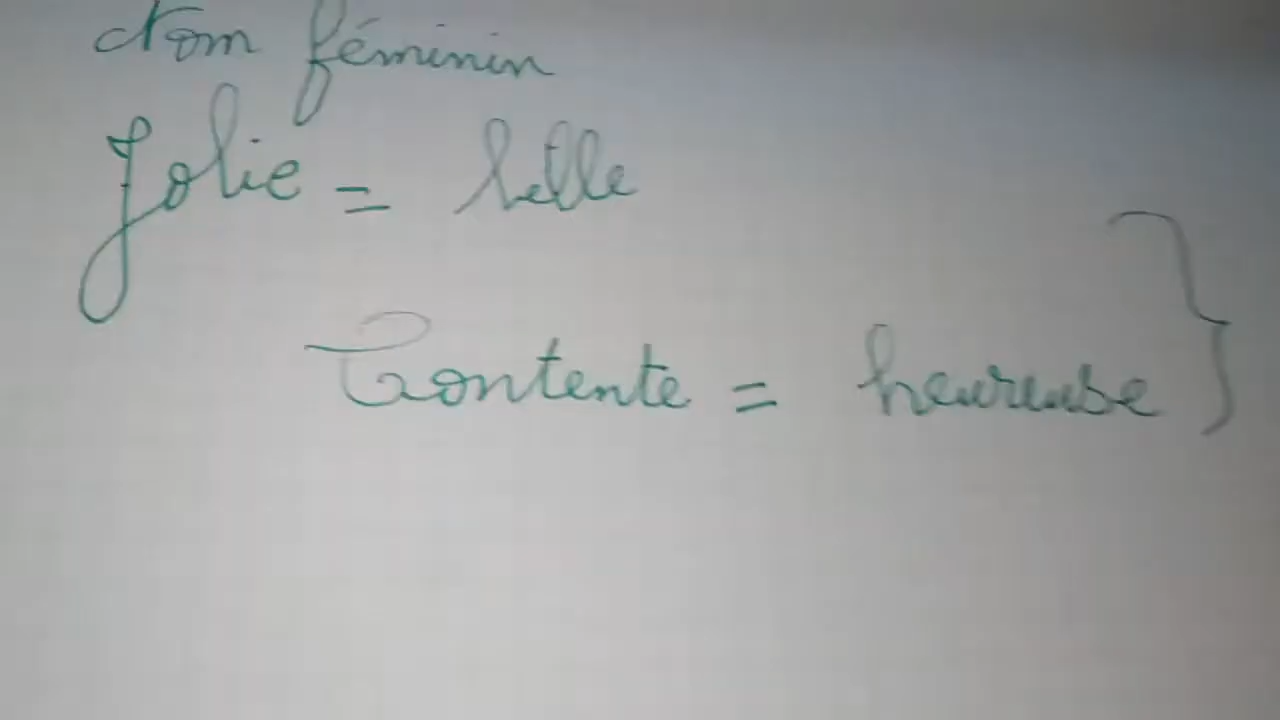 Nom féminin
Jolie = belle
Contente = heureuse